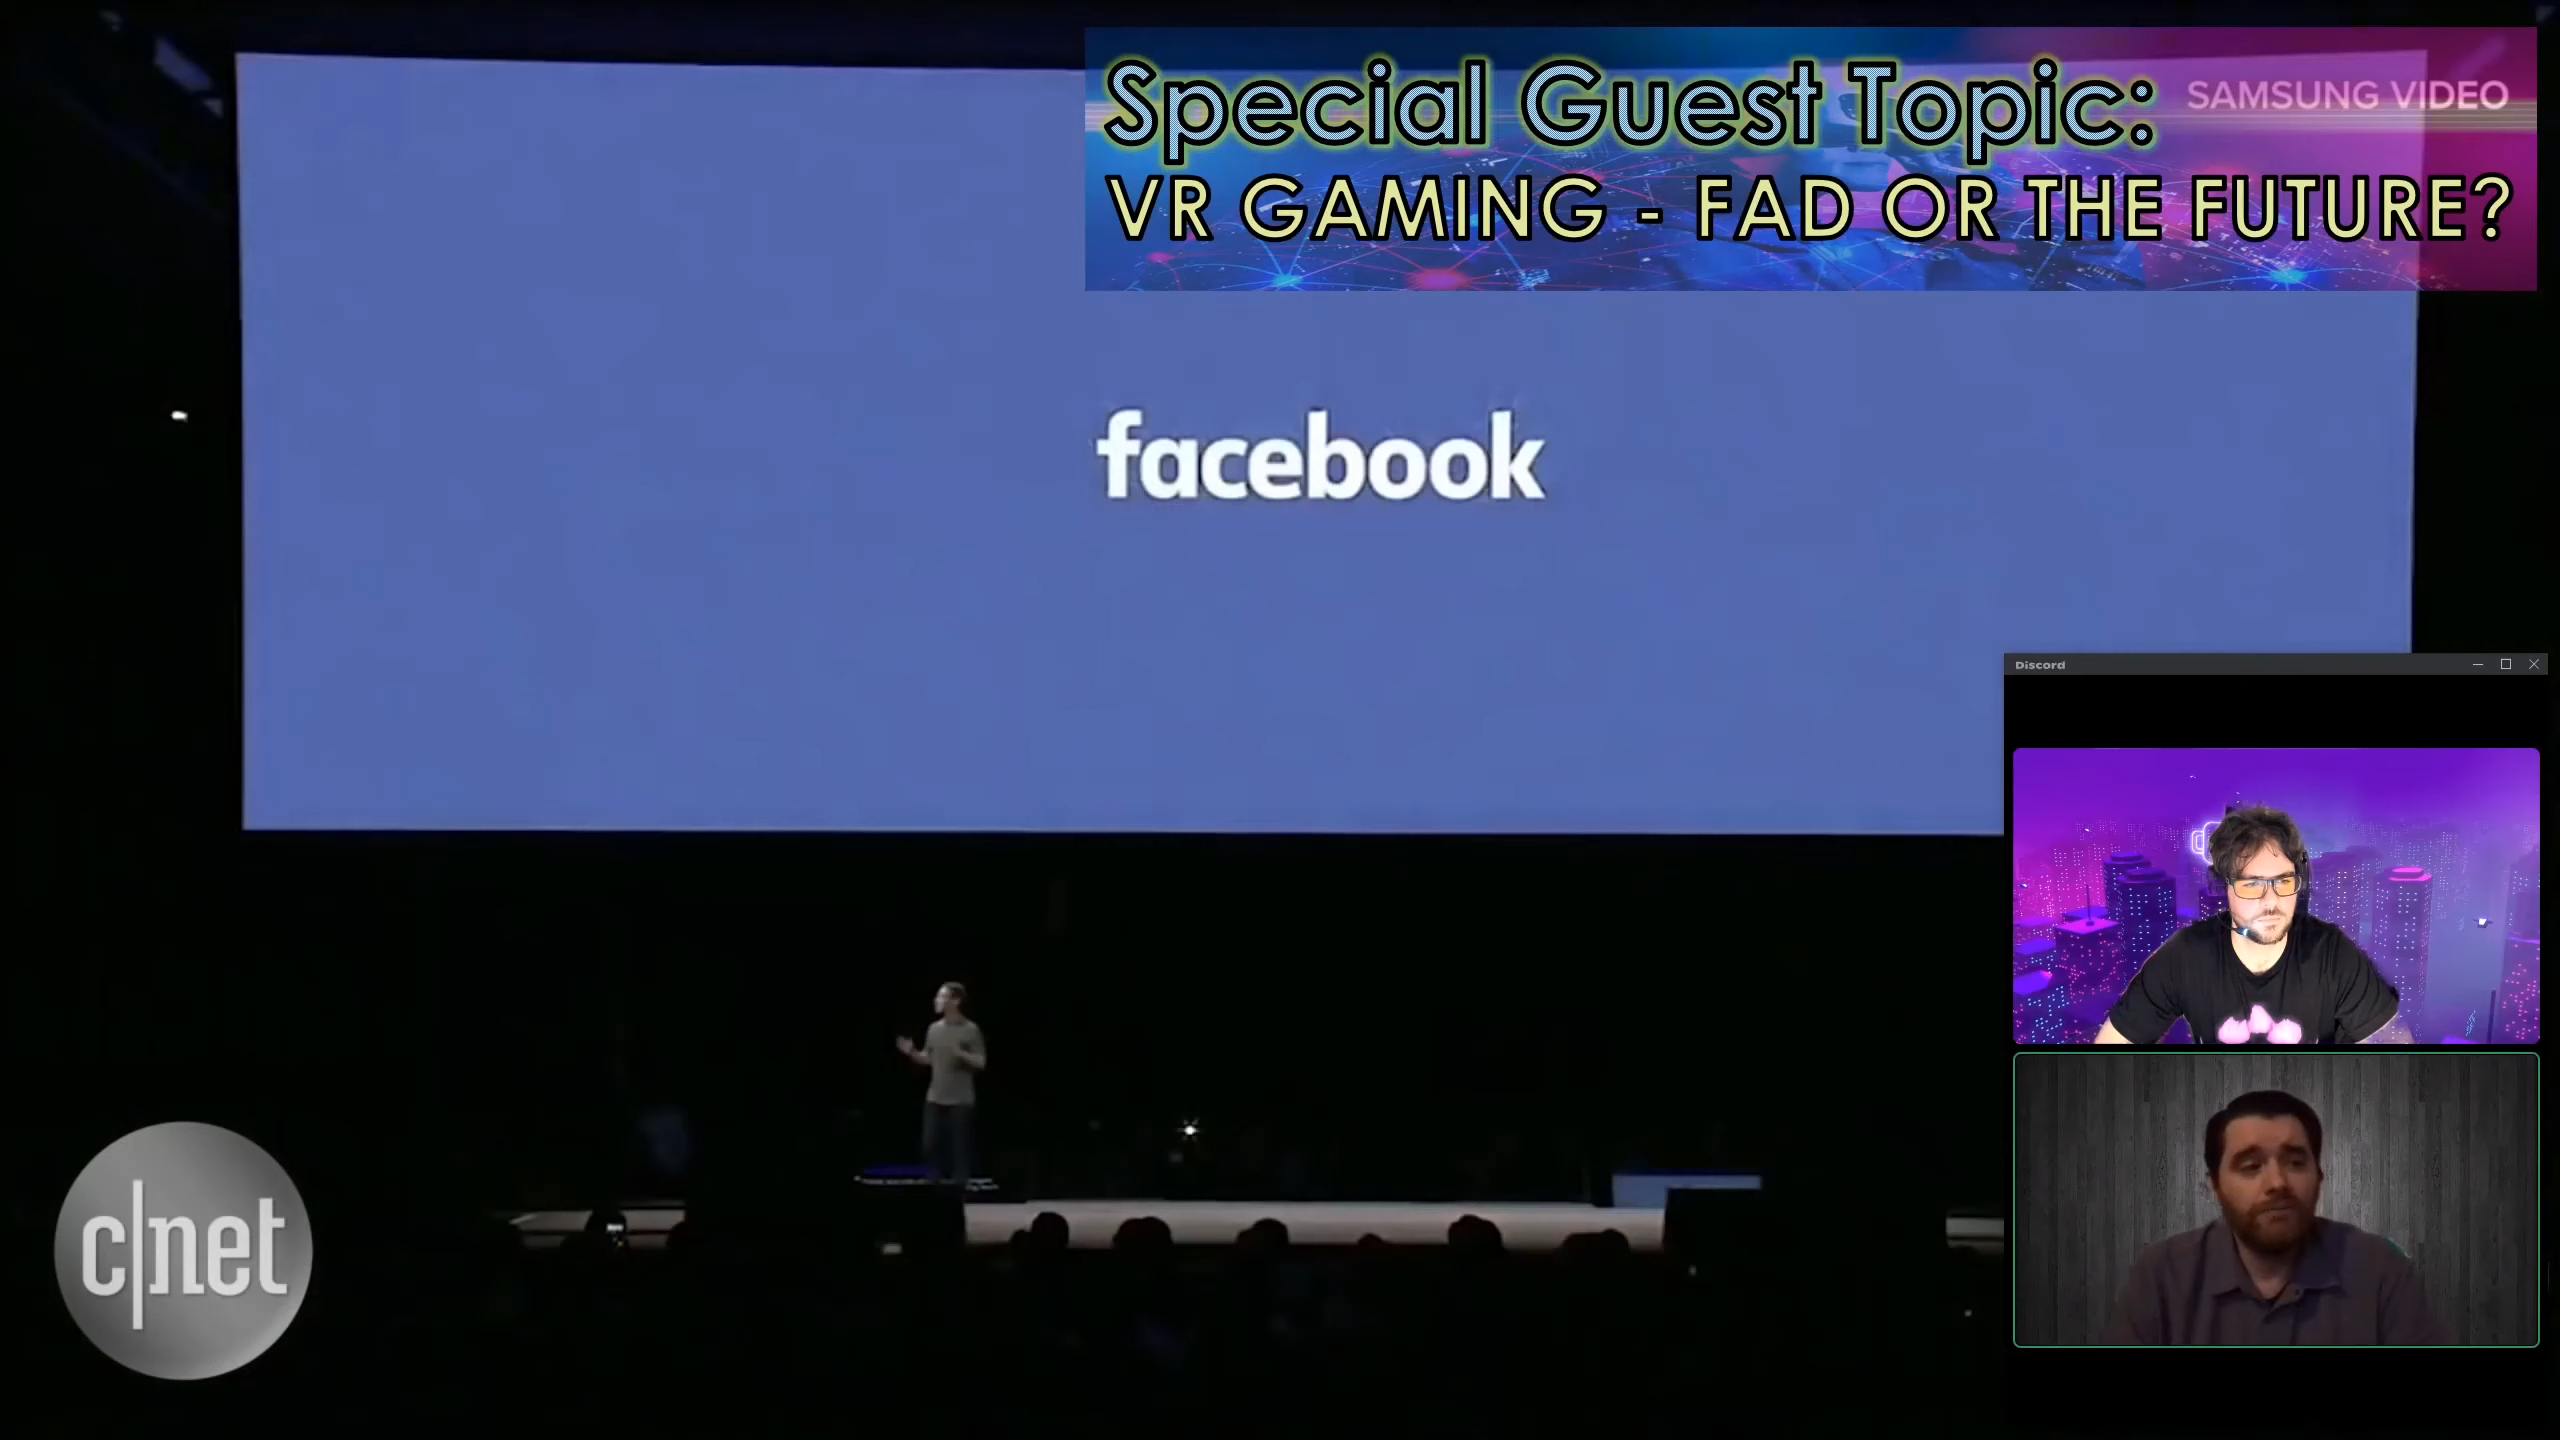 Special Guest Topic:
SAMSUNG VIDEO
VR GAMING - FAD OR THE FUTURE?
facebook
Discord
c|net